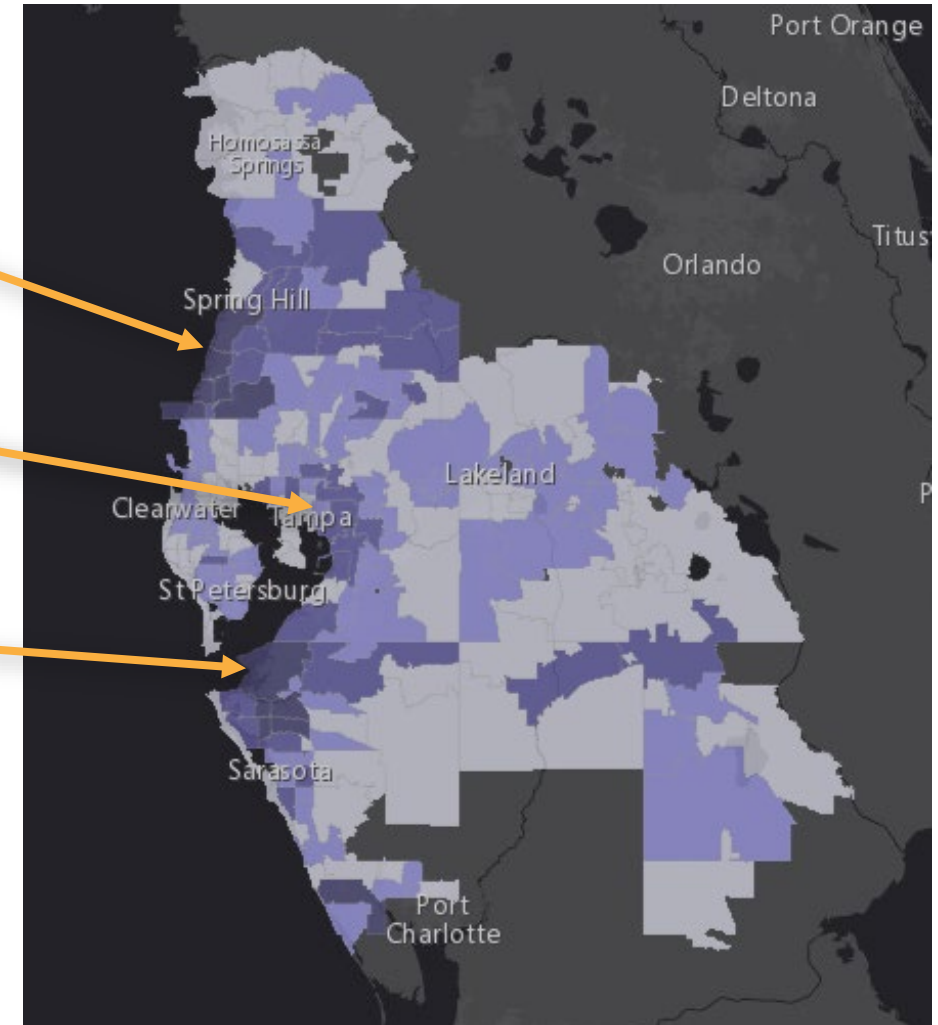 Port Orange
Deltona
Homosassa
Springs
Titus
Orlando
Spring Hill
Lakeland
Clearwater
Tampa
P
St Petersburg
Sarasota
Port
Charlotte